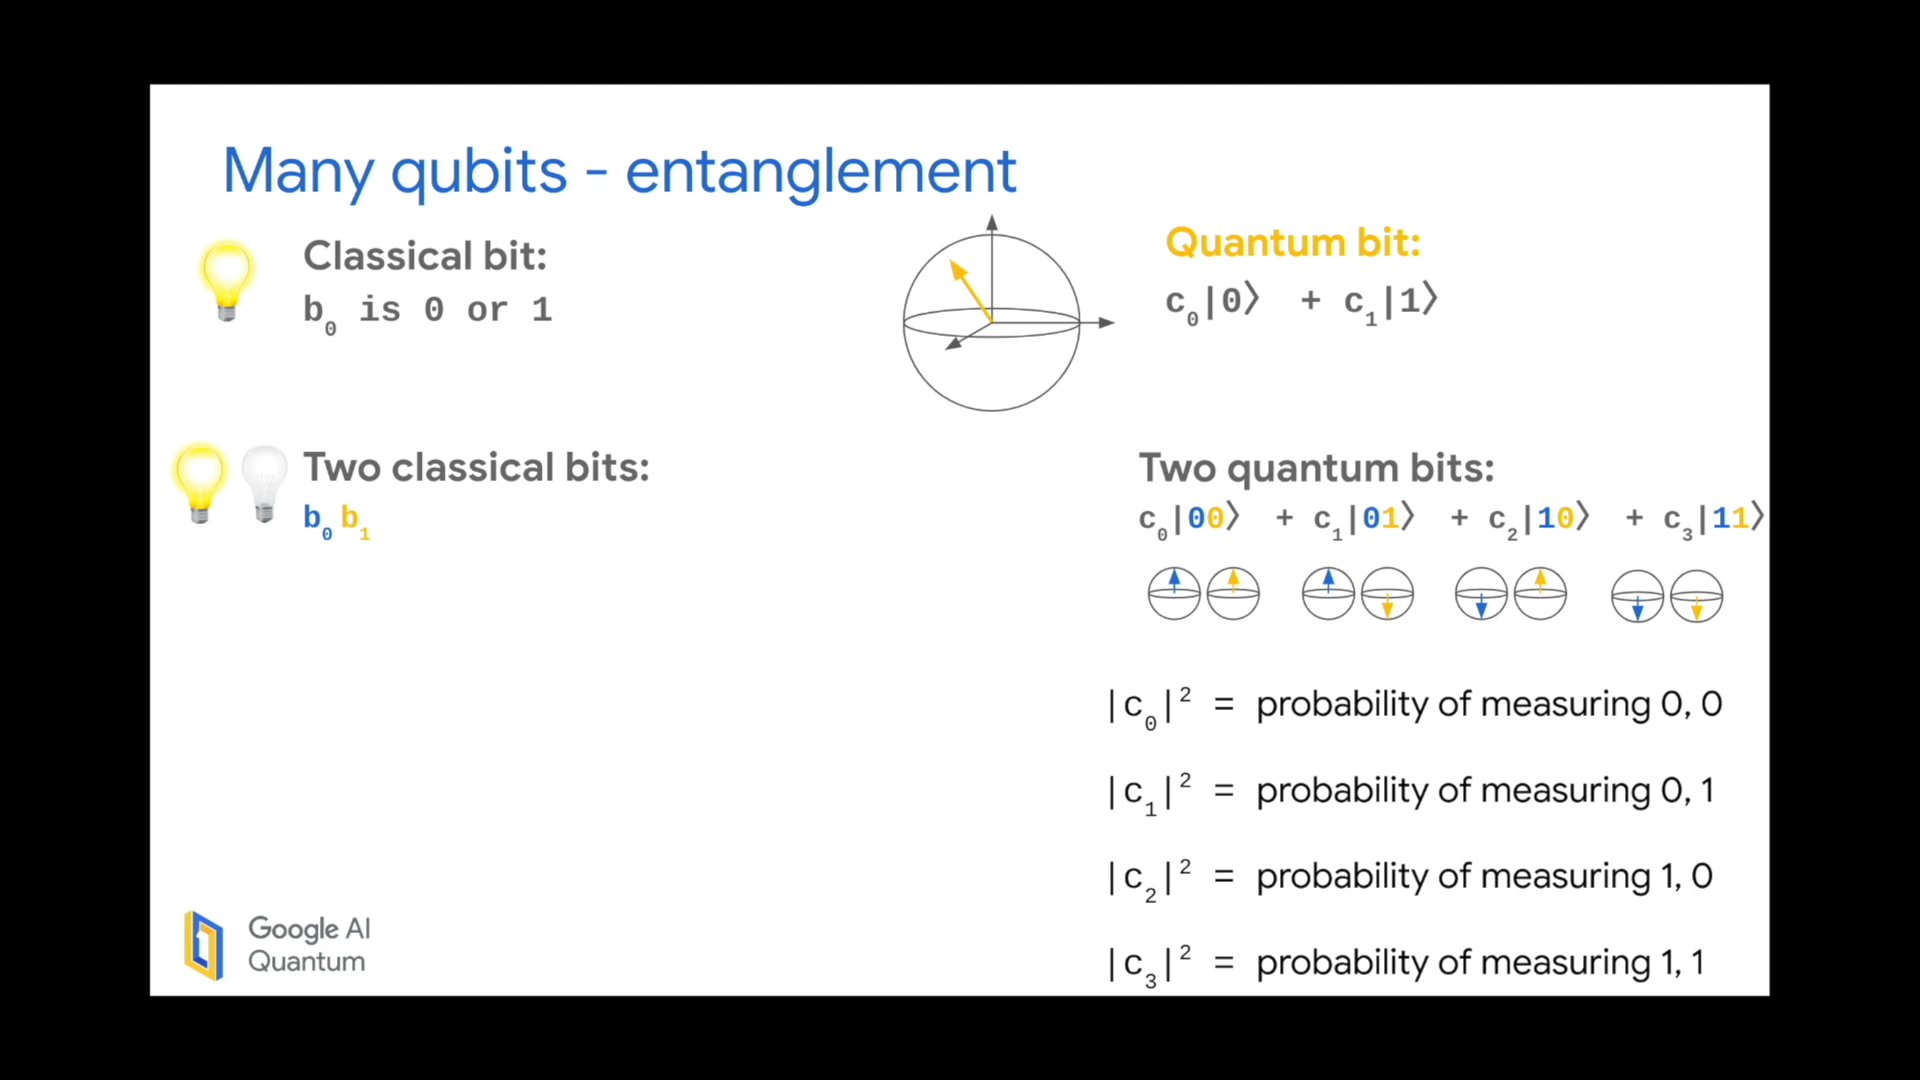 Many qubits - entanglement
Classical bit:
b₀ is 0 or 1
Quantum bit:
c₀|0⟩ + c₁|1⟩
Two classical bits:
b₀ b₁
Two quantum bits:
c₀|00⟩ + c₁|01⟩ + c₂|10⟩ + c₃|11⟩
|c₀|² = probability of measuring 0, 0
|c₁|² = probability of measuring 0, 1
|c₂|² = probability of measuring 1, 0
|c₃|² = probability of measuring 1, 1
Google AI
Quantum